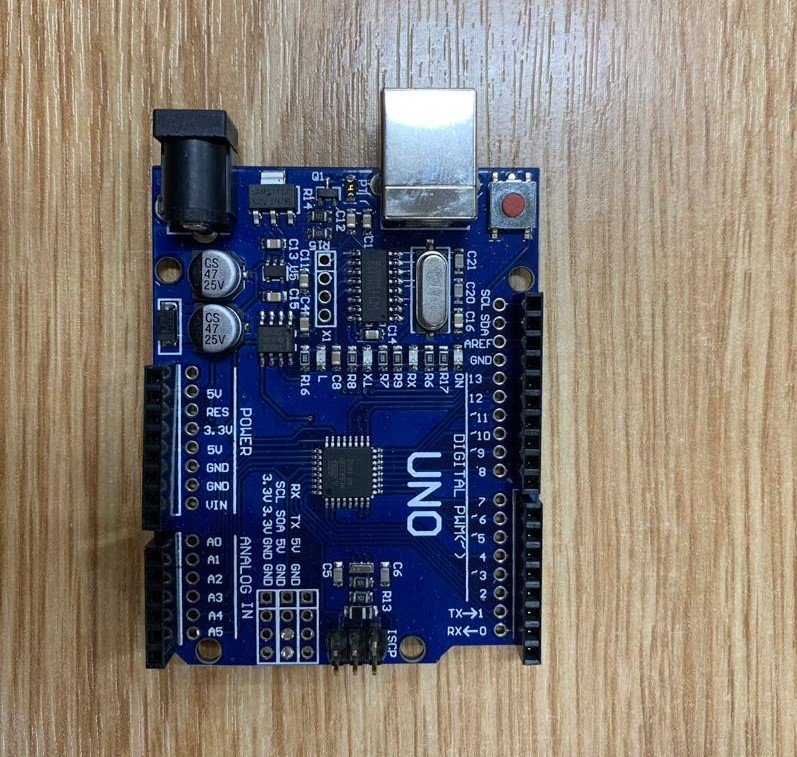 Q1
R14
C12
R15
C13
C11
U5
C15
C4
X1
C14
C21
C20
C16
CS
47
25V
CS
47
25V
R16
L
C8
R8
R7
R9
RX
R6
R17
ON
SCL
SDA
AREF
GND
13
12
~11
~10
~9
8
7
~6
~5
4
~3
2
TX→1
RX←0
DIGITAL PWM(~)
UNO
5V
RES
3.3V
5V
GND
GND
VIN
POWER
A0
A1
A2
A3
A4
A5
ANALOG IN
RX TX 5V GND
SCL SDA 5V GND
3.3V 3.3V GND GND
C5
C6
R13
ISCP